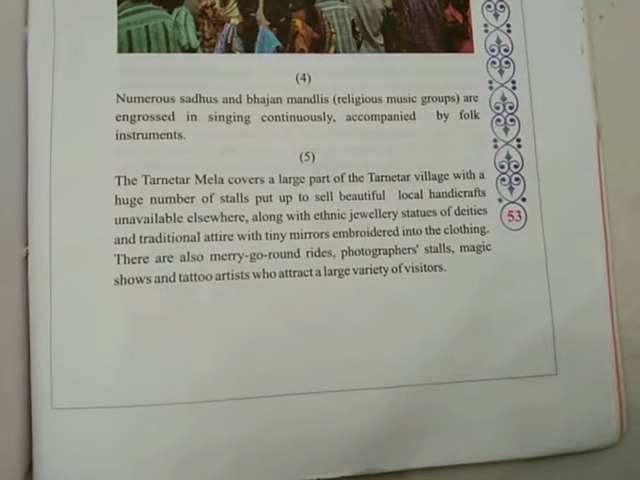 (4)
Numerous sadhus and bhajan mandlis (religious music groups) are
engrossed in singing continuously, accompanied by folk
instruments.
(5)
The Tarnetar Mela covers a large part of the Tarnetar village with a
huge number of stalls put up to sell beautiful local handicrafts
unavailable elsewhere, along with ethnic jewellery statues of deities
and traditional attire with tiny mirrors embroidered into the clothing.
There are also merry-go-round rides, photographers' stalls, magic
shows and tattoo artists who attract a large variety of visitors.
53